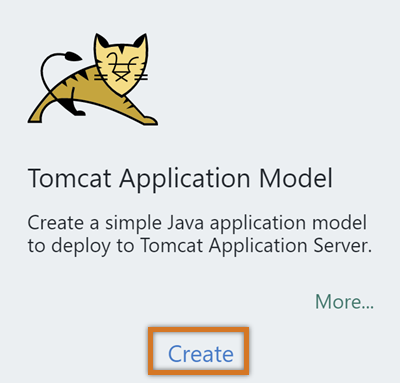 Tomcat Application Model
Create a simple Java application model
to deploy to Tomcat Application Server.
More...
Create